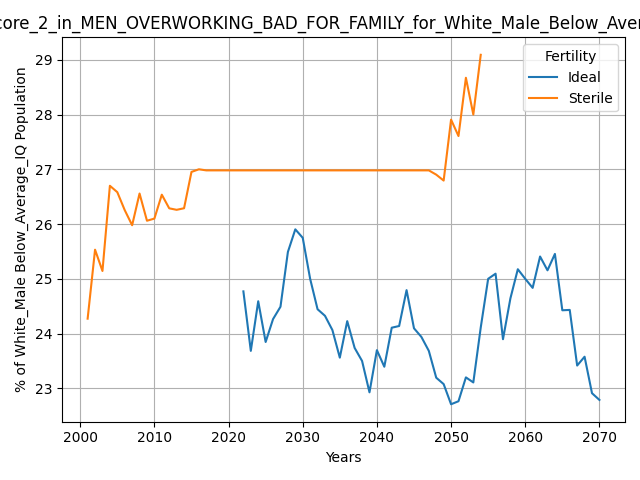 core_2_in_MEN_OVERWORKING_BAD_FOR_FAMILY_for_White_Male_Below_Aver
% of White_Male Below_Average_IQ Population
29
28
27
26
25
24
23
Fertility
Ideal
Sterile
2000 2010 2020 2030 2040 2050 2060 2070
Years